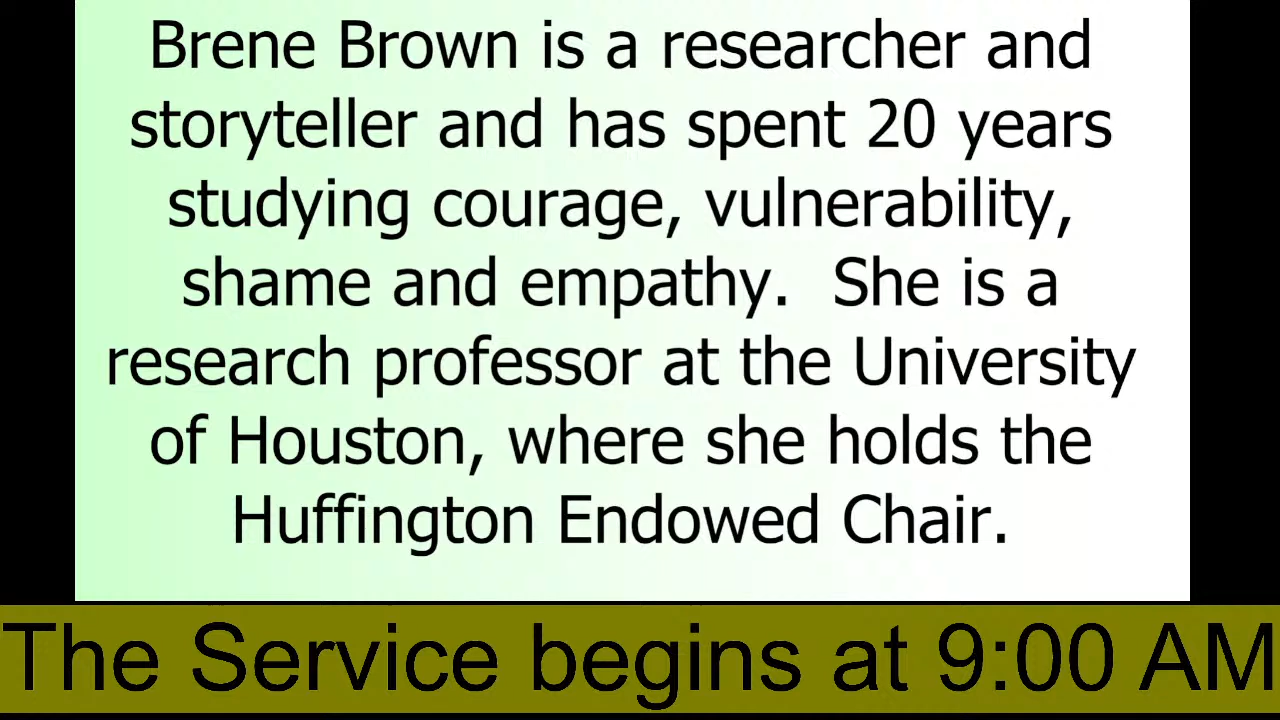 Brene Brown is a researcher and
storyteller and has spent 20 years
studying courage, vulnerability,
shame and empathy.  She is a
research professor at the University
of Houston, where she holds the
Huffington Endowed Chair.
The Service begins at 9:00 AM